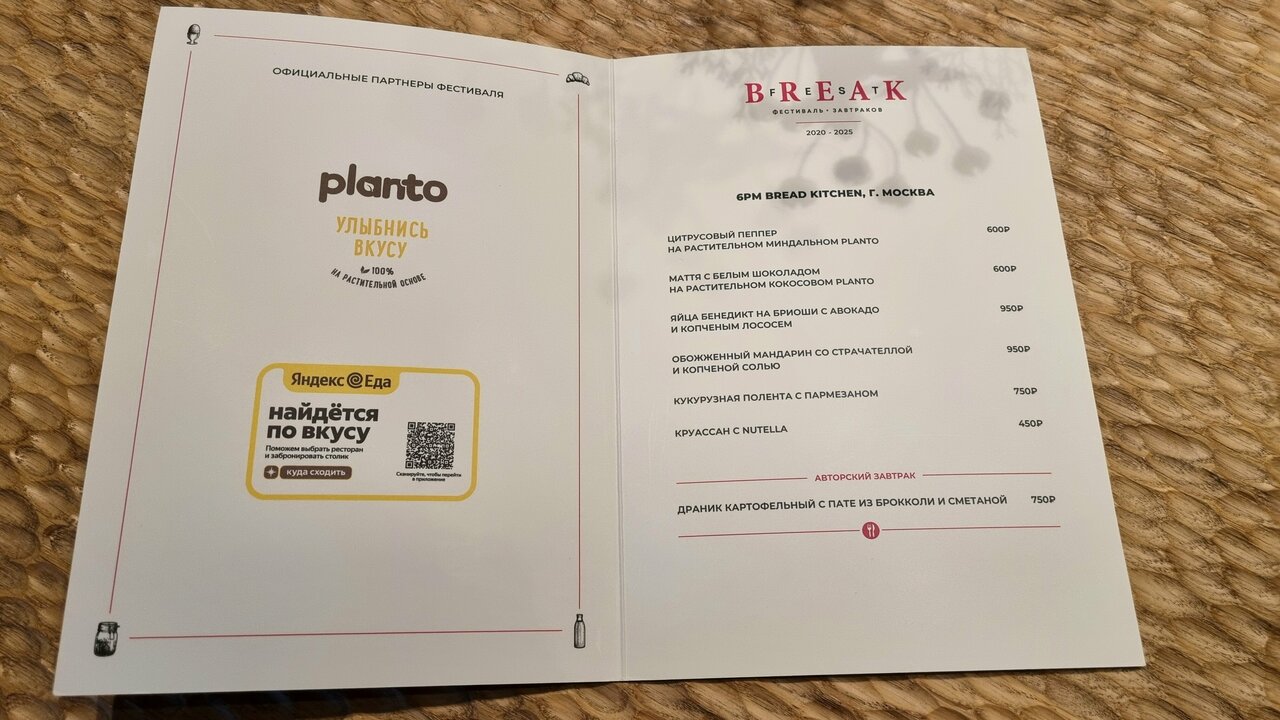 ОФИЦИАЛЬНЫЕ ПАРТНЕРЫ ФЕСТИВАЛЯ
planto
УЛЫБНИСЬ
ВКУСУ
100%
НА РАСТИТЕЛЬНОЙ ОСНОВЕ
Яндекс Еда
найдётся
по вкусу
Поможем выбрать ресторан
и забронировать столик
куда сходить
Сканируйте, чтобы перейти
в приложение
BREAK
FEST
ФЕСТИВАЛЬ • ЗАВТРАКОВ
2020 - 2025
6PM BREAD KITCHEN, Г. МОСКВА
ЦИТРУСОВЫЙ ПЕППЕР 600₽
НА РАСТИТЕЛЬНОМ МИНДАЛЬНОМ PLANTO
МАТТЯ С БЕЛЫМ ШОКОЛАДОМ 600₽
НА РАСТИТЕЛЬНОМ КОКОСОВОМ PLANTO
ЯЙЦА БЕНЕДИКТ НА БРИОШИ С АВОКАДО 950₽
И КОПЧЕНЫМ ЛОСОСЕМ
ОБОЖЖЕННЫЙ МАНДАРИН СО СТРАЧАТЕЛЛОЙ 950₽
И КОПЧЕНОЙ СОЛЬЮ
КУКУРУЗНАЯ ПОЛЕНТА С ПАРМЕЗАНОМ 750₽
КРУАССАН С NUTELLA 450₽
АВТОРСКИЙ ЗАВТРАК
ДРАНИК КАРТОФЕЛЬНЫЙ С ПАТЕ ИЗ БРОККОЛИ И СМЕТАНОЙ 750₽